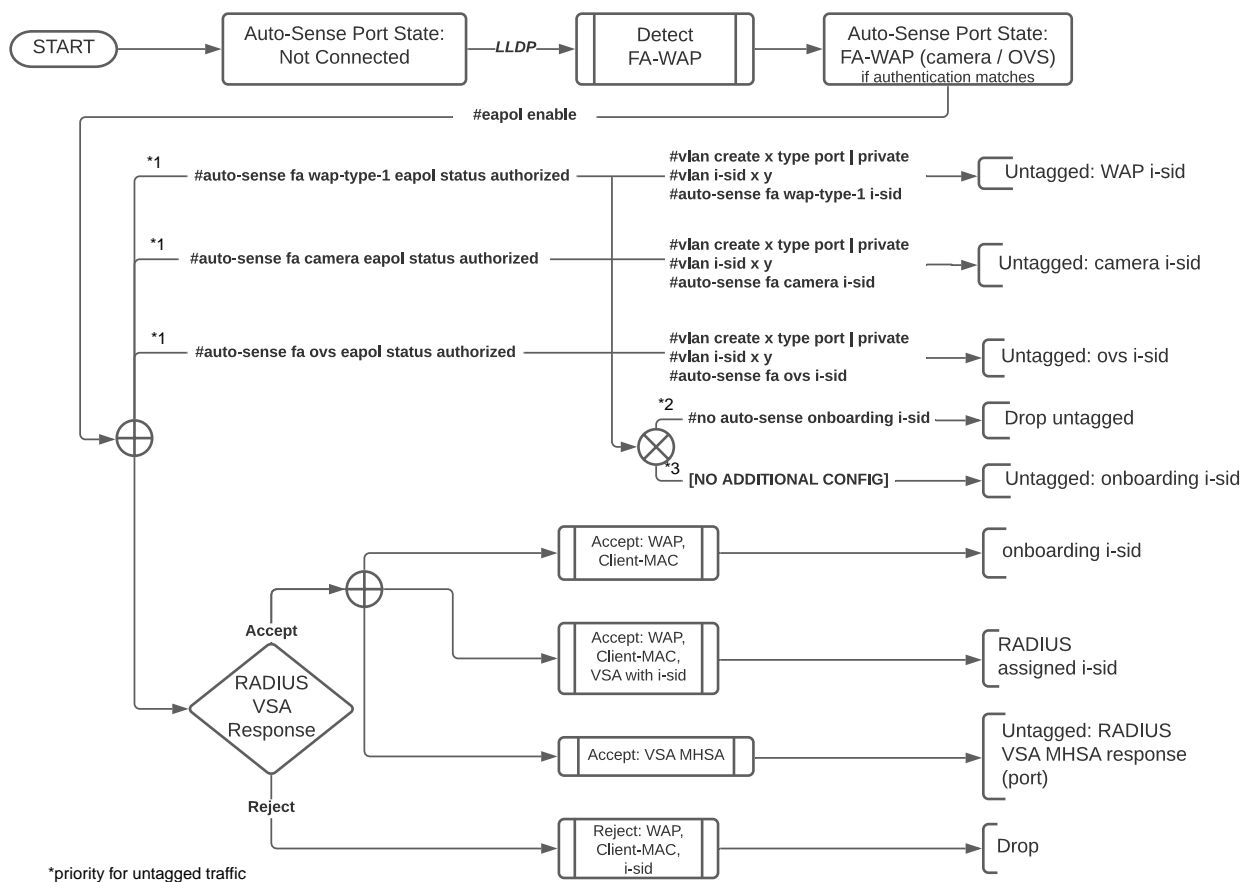 START
Auto-Sense Port State:
Not Connected
LLDP
Detect
FA-WAP
Auto-Sense Port State:
FA-WAP (camera / OVS)
if authentication matches
#eapol enable
*1
#auto-sense fa wap-type-1 eapol status authorized
#vlan create x type port | private
#vlan i-sid x y
#auto-sense fa wap-type-1 i-sid
Untagged: WAP i-sid
*1
#auto-sense fa camera eapol status authorized
#vlan create x type port | private
#vlan i-sid x y
#auto-sense fa camera i-sid
Untagged: camera i-sid
*1
#auto-sense fa ovs eapol status authorized
#vlan create x type port | private
#vlan i-sid x y
#auto-sense fa ovs i-sid
Untagged: ovs i-sid
*2
#no auto-sense onboarding i-sid
Drop untagged
*3
[NO ADDITIONAL CONFIG]
Untagged: onboarding i-sid
Accept: WAP,
Client-MAC
onboarding i-sid
Accept
Accept: WAP,
Client-MAC,
VSA with i-sid
RADIUS
assigned i-sid
RADIUS
VSA
Response
Accept: VSA MHSA
Untagged: RADIUS
VSA MHSA response
(port)
Reject
Reject: WAP,
Client-MAC,
i-sid
Drop
*priority for untagged traffic